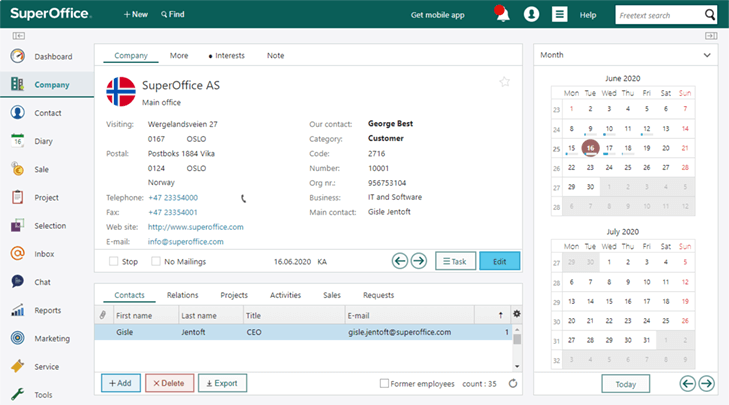 SuperOffice.
+ New
Find
Get mobile app
Help
Freetext search
Dashboard
Company
Contact
Diary
16
Sale
Project
Selection
Inbox
Chat
Reports
Marketing
Service
Tools
Company More • Interests Note
SuperOffice AS
Main office
Visiting: Wergelandsveien 27
0167 OSLO
Postal: Postboks 1884 Vika
0124 OSLO
Norway
Telephone: +47 23354000
Fax: +47 23354001
Web site: http://www.superoffice.com
E-mail: info@superoffice.com
Our contact: George Best
Category: Customer
Code: 2716
Number: 10001
Org nr.: 956753104
Business: IT and Software
Main contact: Gisle Jentoft
Stop No Mailings 16.06.2020 KA Task Edit
Contacts Relations Projects Activities Sales Requests
First name Last name Title E-mail
Gisle Jentoft CEO gisle.jentoft@superoffice.com 1
+ Add × Delete Export Former employees count : 35
Month
June 2020
Mon Tue Wed Thu Fri Sat Sun
23 1 2 3 4 5 6 7
24 8 9 10 11 12 13 14
25 15 16 17 18 19 20 21
26 22 23 24 25 26 27 28
27 29 30 1 2 3 4 5
28 6 7 8 9 10 11 12
July 2020
Mon Tue Wed Thu Fri Sat Sun
27 29 30 1 2 3 4 5
28 6 7 8 9 10 11 12
29 13 14 15 16 17 18 19
30 20 21 22 23 24 25 26
31 27 28 29 30 31 1 2
32 3 4 5 6 7 8 9
Today